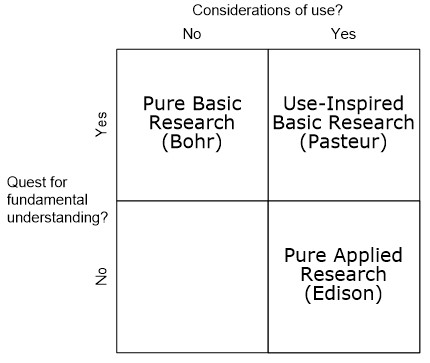 Considerations of use?
No
Yes
Yes
Pure Basic
Research
(Bohr)
Use-Inspired
Basic Research
(Pasteur)
Quest for
fundamental
understanding?
No
Pure Applied
Research
(Edison)